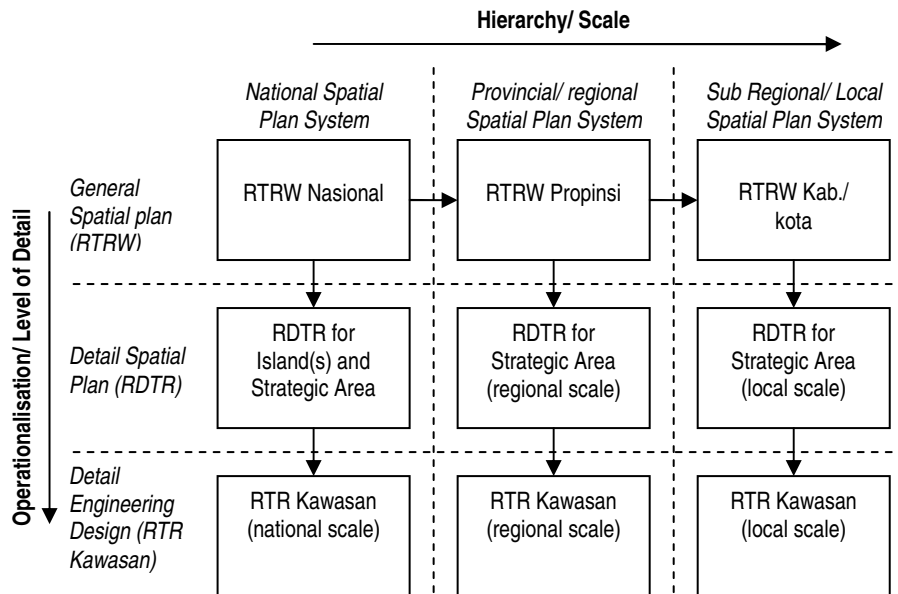 Hierarchy/ Scale
National Spatial
Plan System
Provincial/ regional
Spatial Plan System
Sub Regional/ Local
Spatial Plan System
Operationalisation/ Level of Detail
General
Spatial plan
(RTRW)
RTRW Nasional
RTRW Propinsi
RTRW Kab./
kota
Detail Spatial
Plan (RDTR)
RDTR for
Island(s) and
Strategic Area
RDTR for
Strategic Area
(regional scale)
RDTR for
Strategic Area
(local scale)
Detail
Engineering
Design (RTR
Kawasan)
RTR Kawasan
(national scale)
RTR Kawasan
(regional scale)
RTR Kawasan
(local scale)